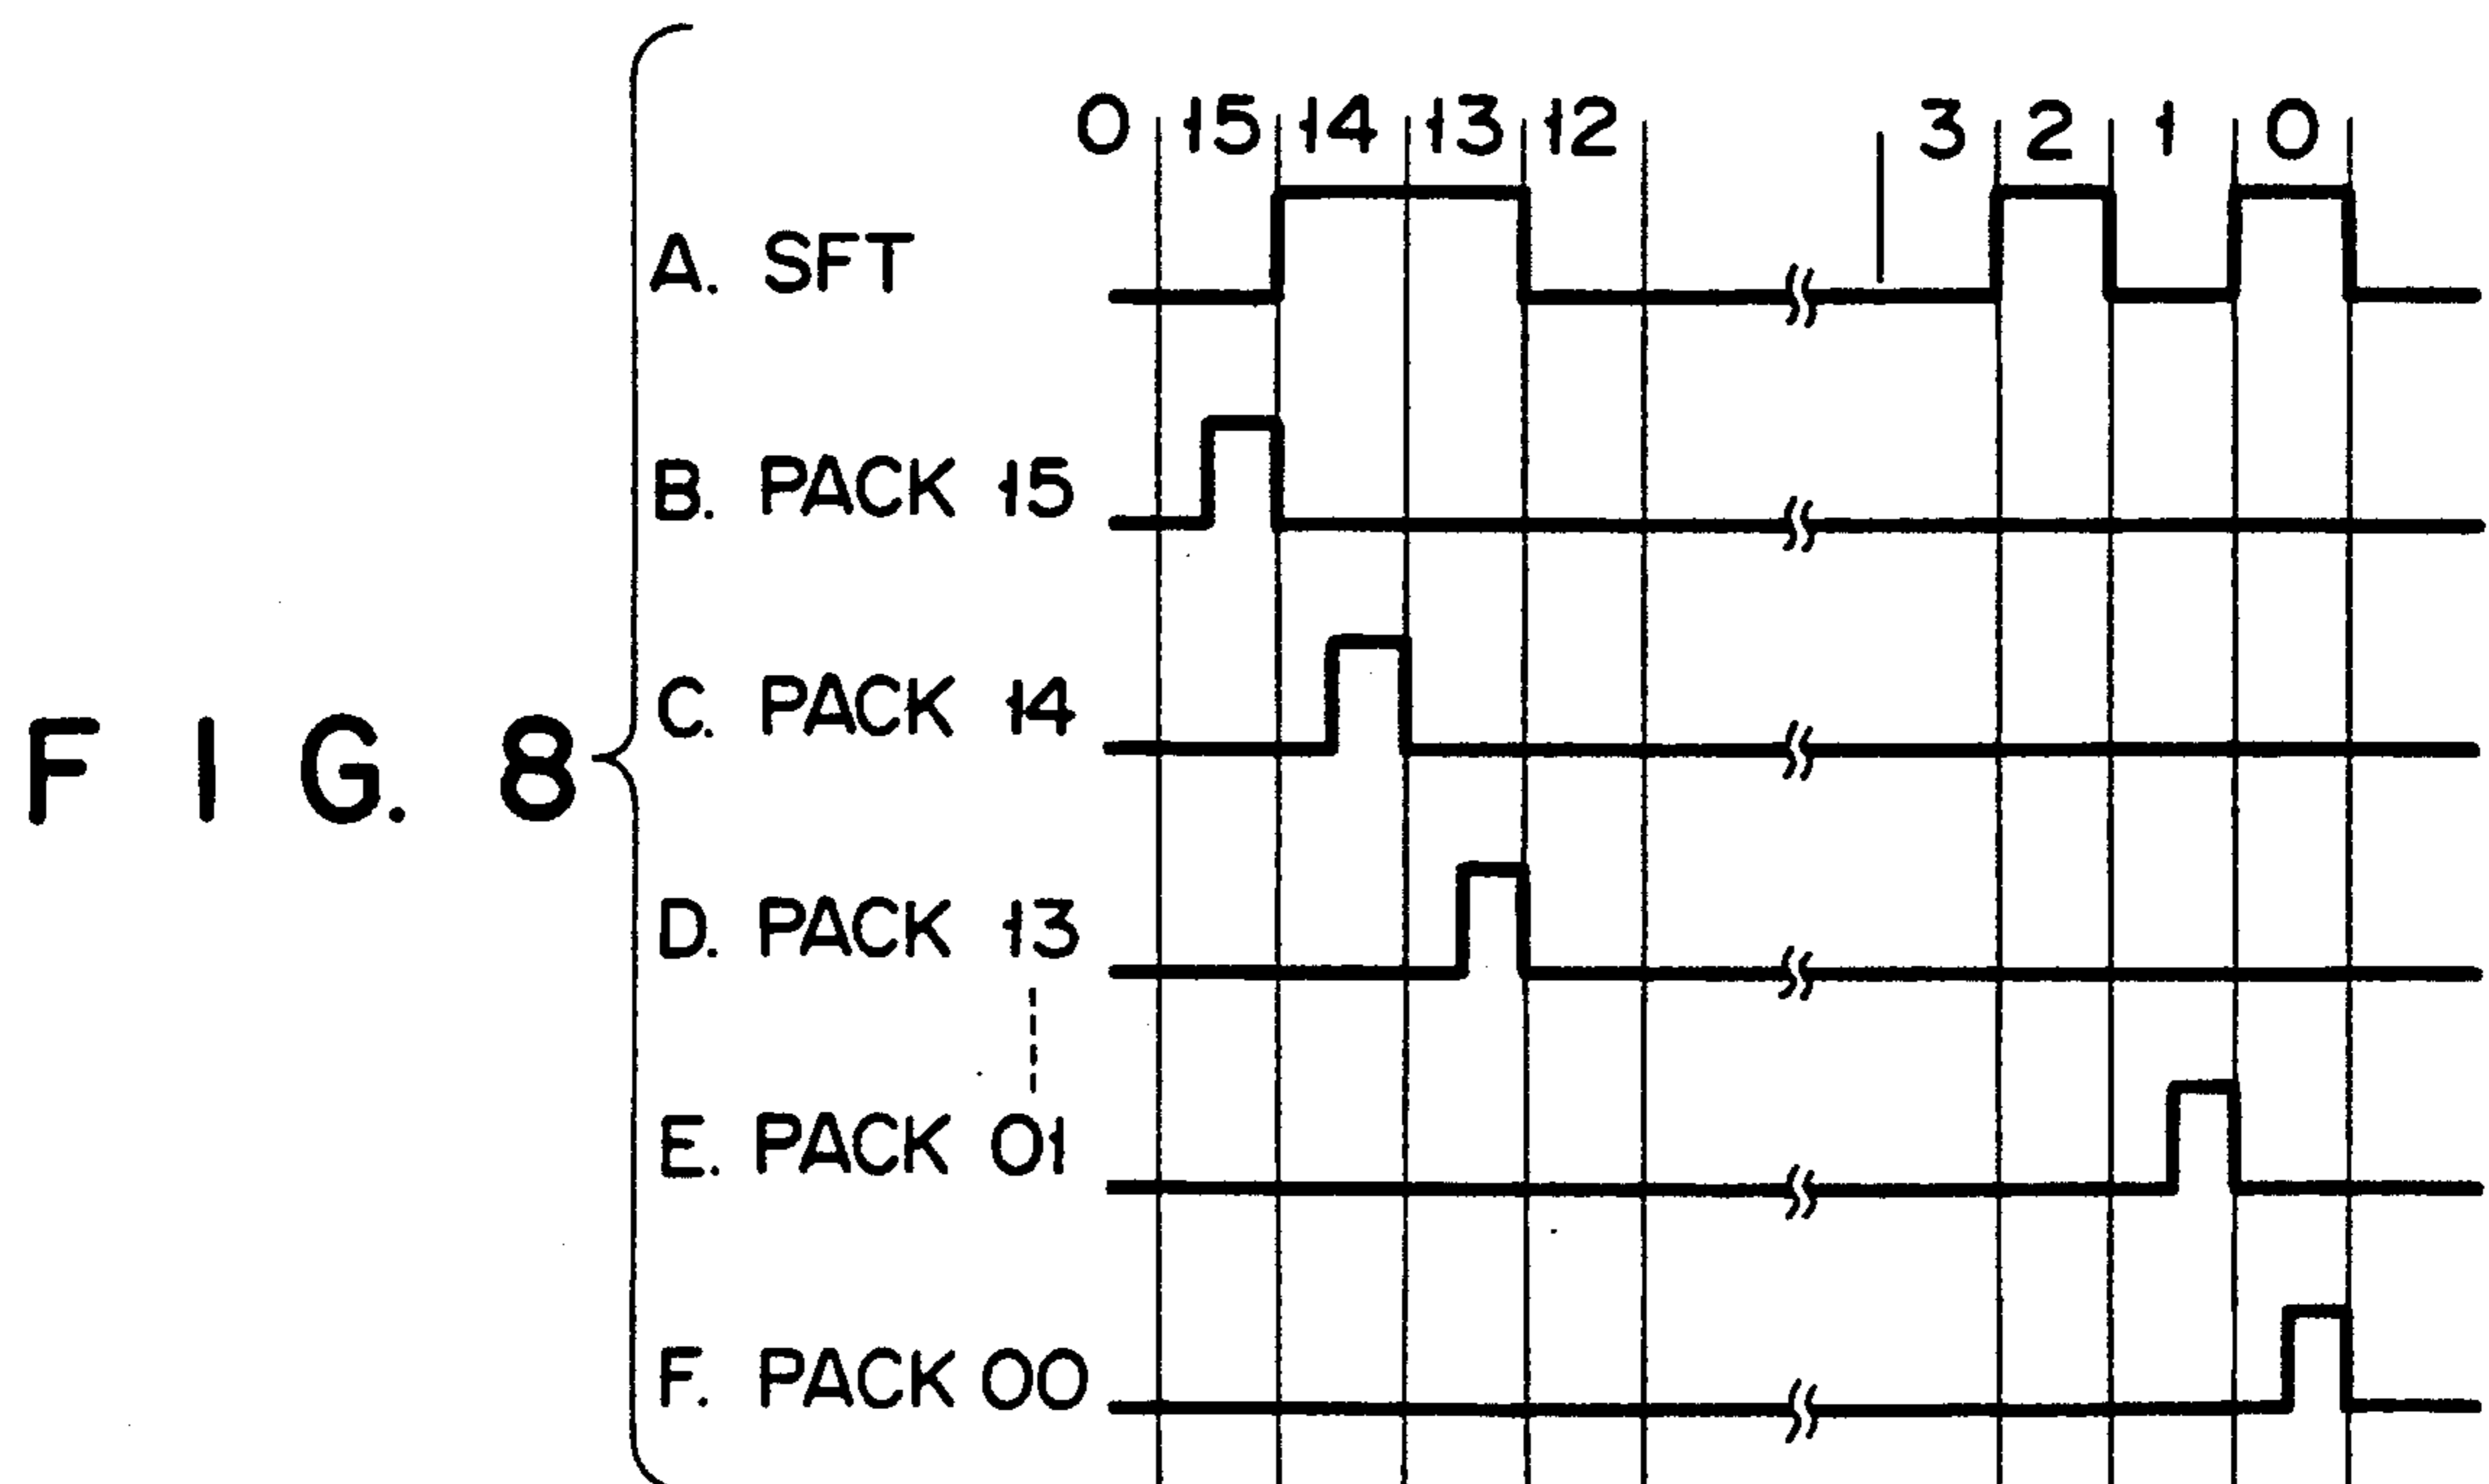 0 15 14 13 12 3 2 1 0
A. SFT
B. PACK 15
C. PACK 14
FIG. 8
D. PACK 13
E. PACK 01
F. PACK 00